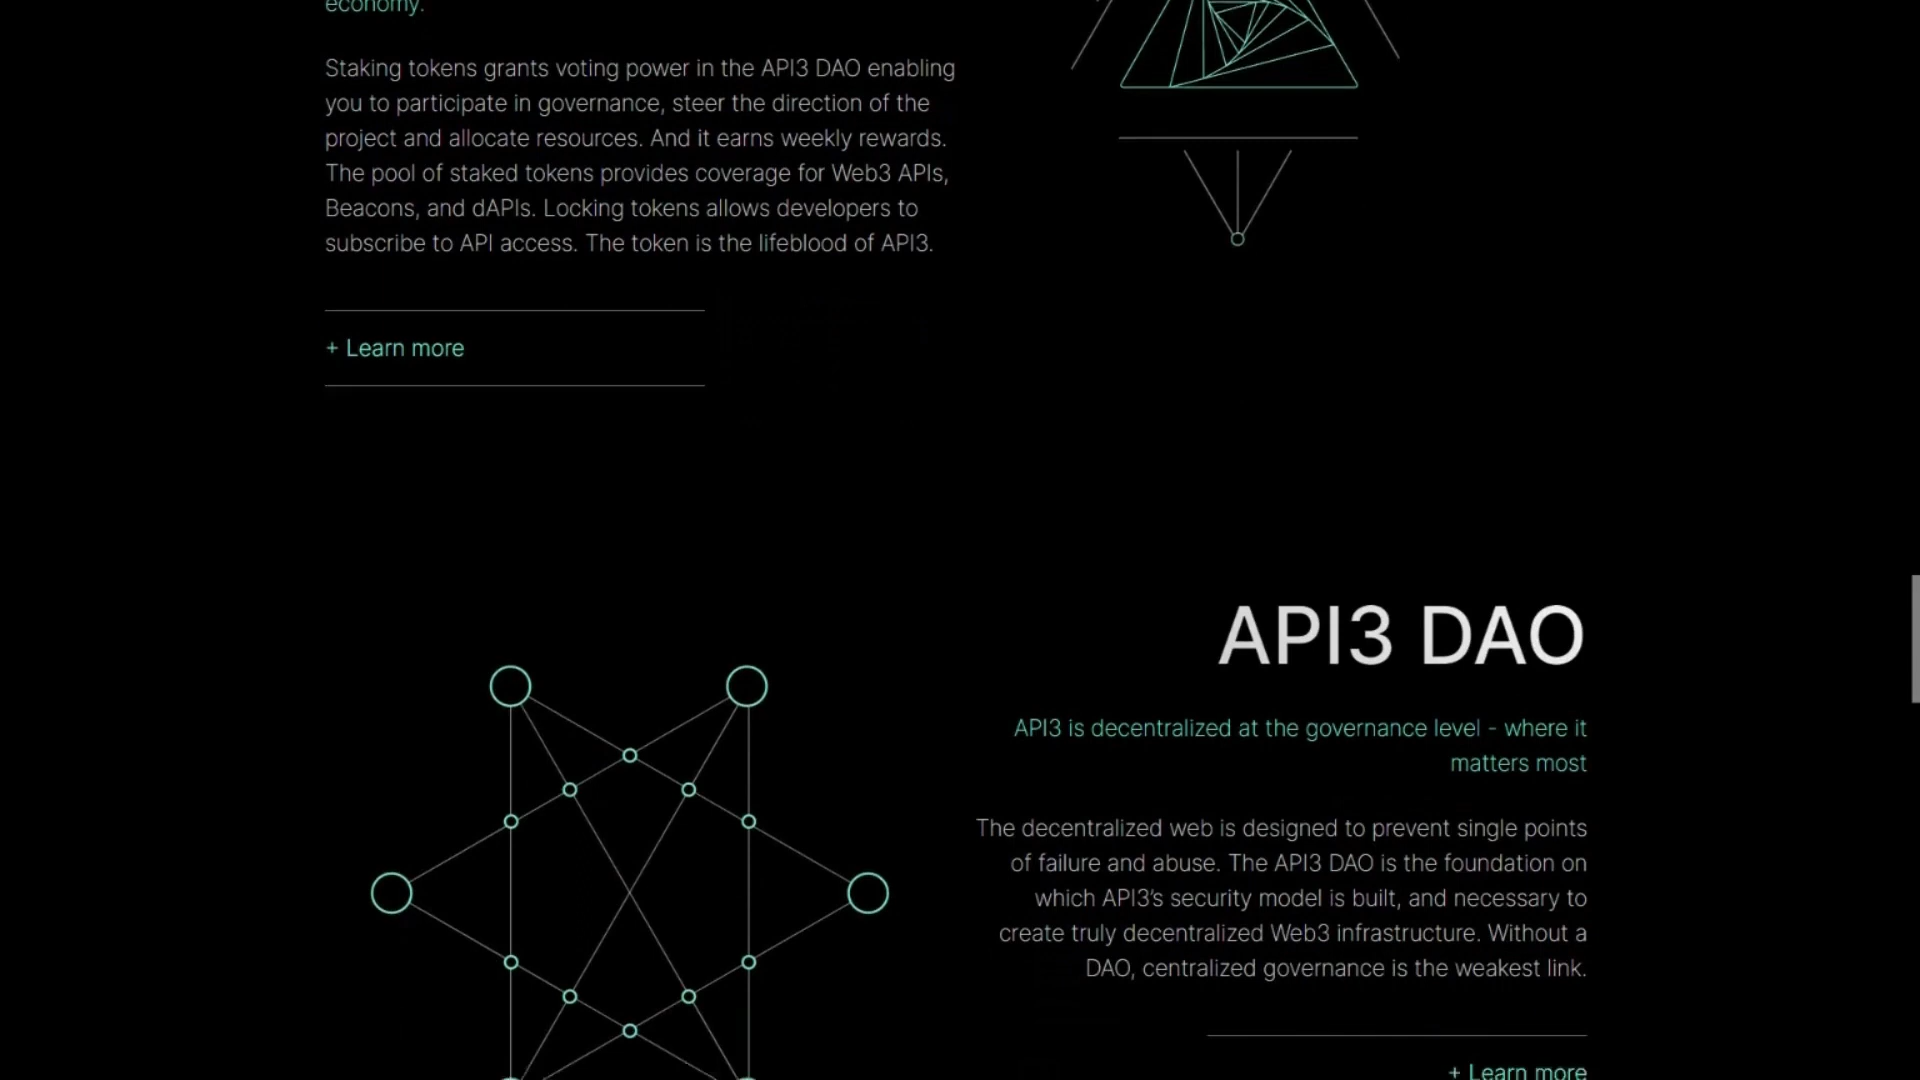 economy.
Staking tokens grants voting power in the API3 DAO enabling
you to participate in governance, steer the direction of the
project and allocate resources. And it earns weekly rewards.
The pool of staked tokens provides coverage for Web3 APIs,
Beacons, and dAPIs. Locking tokens allows developers to
subscribe to API access. The token is the lifeblood of API3.
+ Learn more
API3 DAO
API3 is decentralized at the governance level - where it
matters most
The decentralized web is designed to prevent single points
of failure and abuse. The API3 DAO is the foundation on
which API3's security model is built, and necessary to
create truly decentralized Web3 infrastructure. Without a
DAO, centralized governance is the weakest link.
+ Learn more